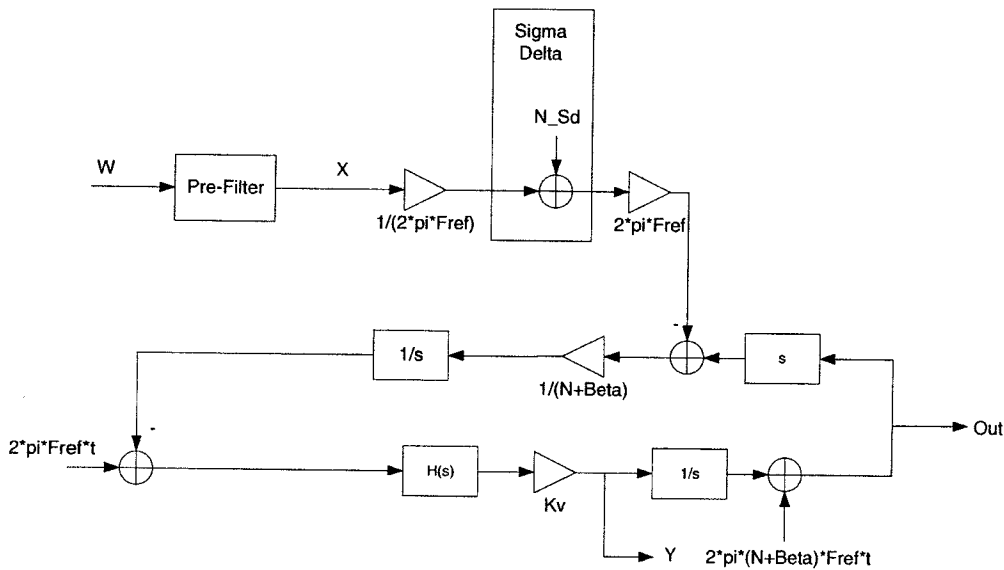 Sigma
Delta
N_Sd
W
Pre-Filter
X
1/(2*pi*Fref)
2*pi*Fref
-
1/s
1/(N+Beta)
s
Out
2*pi*Fref*t
-
H(s)
Kv
1/s
Y
2*pi*(N+Beta)*Fref*t